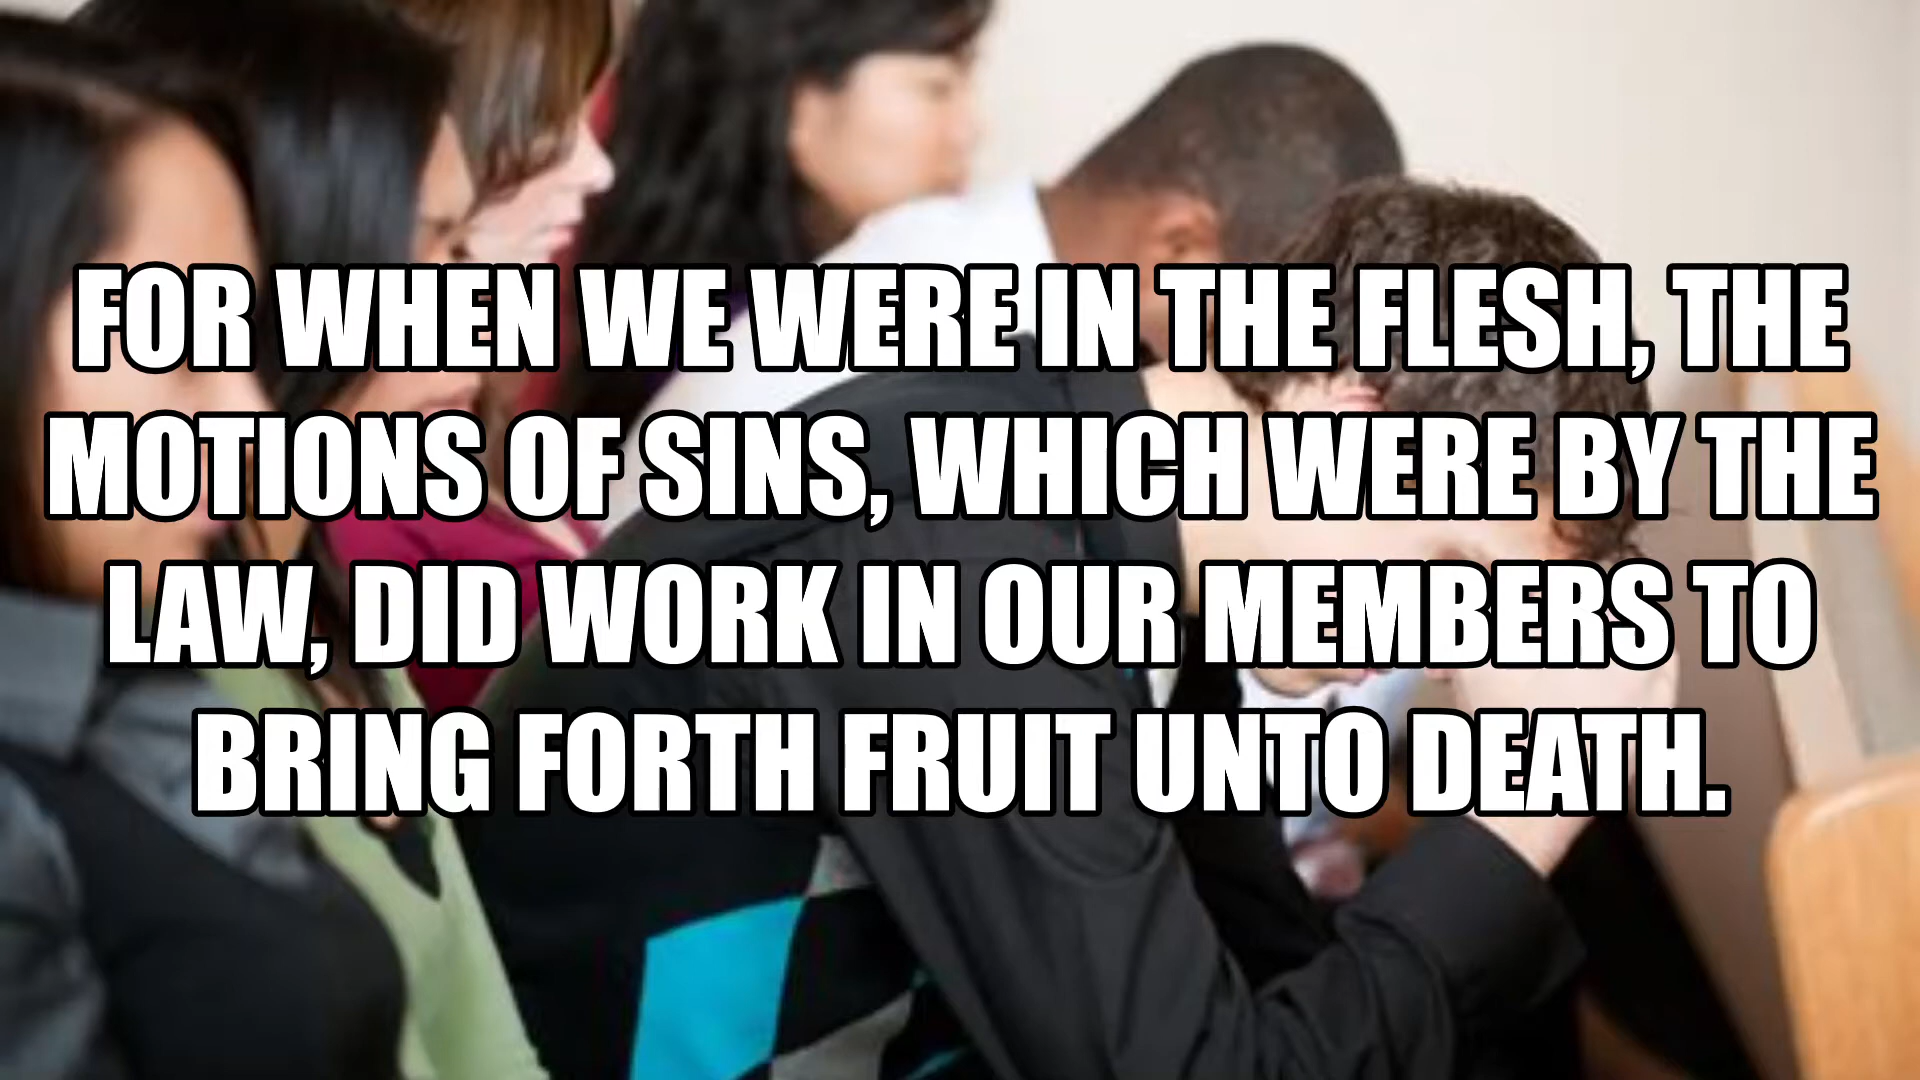 FOR WHEN WE WERE IN THE FLESH, THE
MOTIONS OF SINS, WHICH WERE BY THE
LAW, DID WORK IN OUR MEMBERS TO
BRING FORTH FRUIT UNTO DEATH.